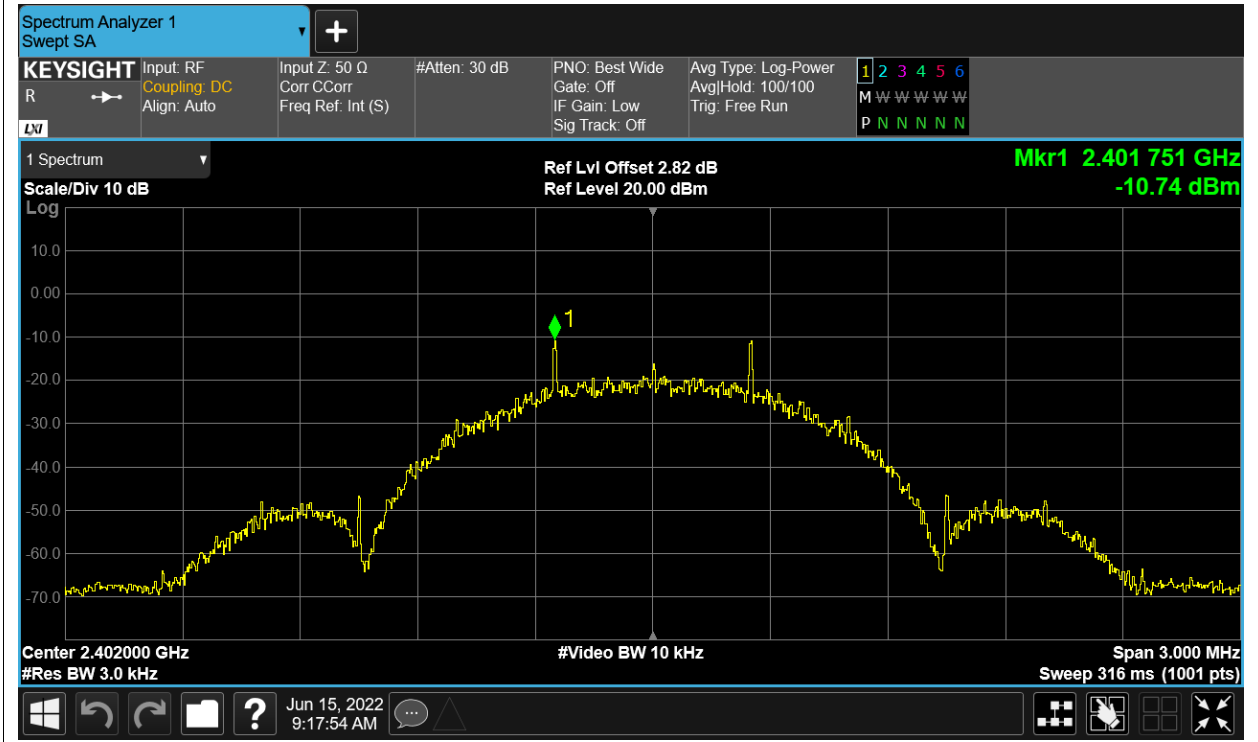 Spectrum Analyzer 1
Swept SA
+
KEYSIGHT
R
LXI
Input: RF
Coupling: DC
Align: Auto
Input Z: 50 Ω
Corr CCorr
Freq Ref: Int (S)
#Atten: 30 dB
PNO: Best Wide
Gate: Off
IF Gain: Low
Sig Track: Off
Avg Type: Log-Power
Avg|Hold: 100/100
Trig: Free Run
1 2 3 4 5 6
M W W W W W W
P N N N N N N
1 Spectrum
Scale/Div 10 dB
Log
Ref Lvl Offset 2.82 dB
Ref Level 20.00 dBm
Mkr1 2.401 751 GHz
-10.74 dBm
10.0
0.00
-10.0
-20.0
-30.0
-40.0
-50.0
-60.0
-70.0
1
Center 2.402000 GHz
#Res BW 3.0 kHz
#Video BW 10 kHz
Span 3.000 MHz
Sweep 316 ms (1001 pts)
?
Jun 15, 2022
9:17:54 AM